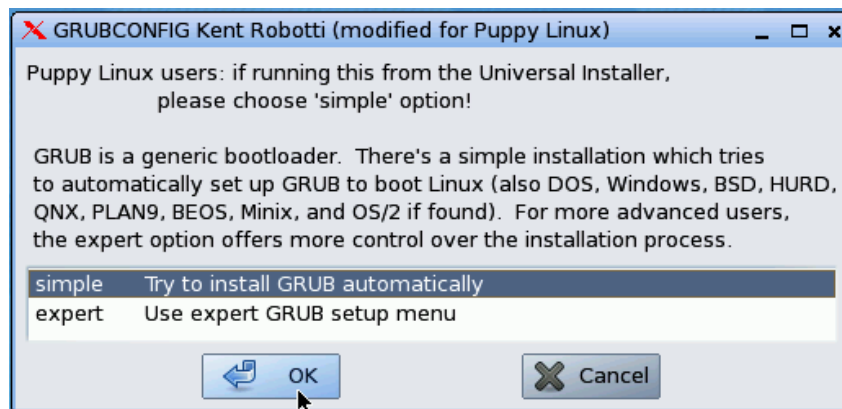 GRUBCONFIG Kent Robotti (modified for Puppy Linux)
Puppy Linux users: if running this from the Universal Installer,
please choose 'simple' option!
GRUB is a generic bootloader. There's a simple installation which tries
to automatically set up GRUB to boot Linux (also DOS, Windows, BSD, HURD,
QNX, PLAN9, BEOS, Minix, and OS/2 if found). For more advanced users,
the expert option offers more control over the installation process.
simple Try to install GRUB automatically
expert Use expert GRUB setup menu
OK Cancel